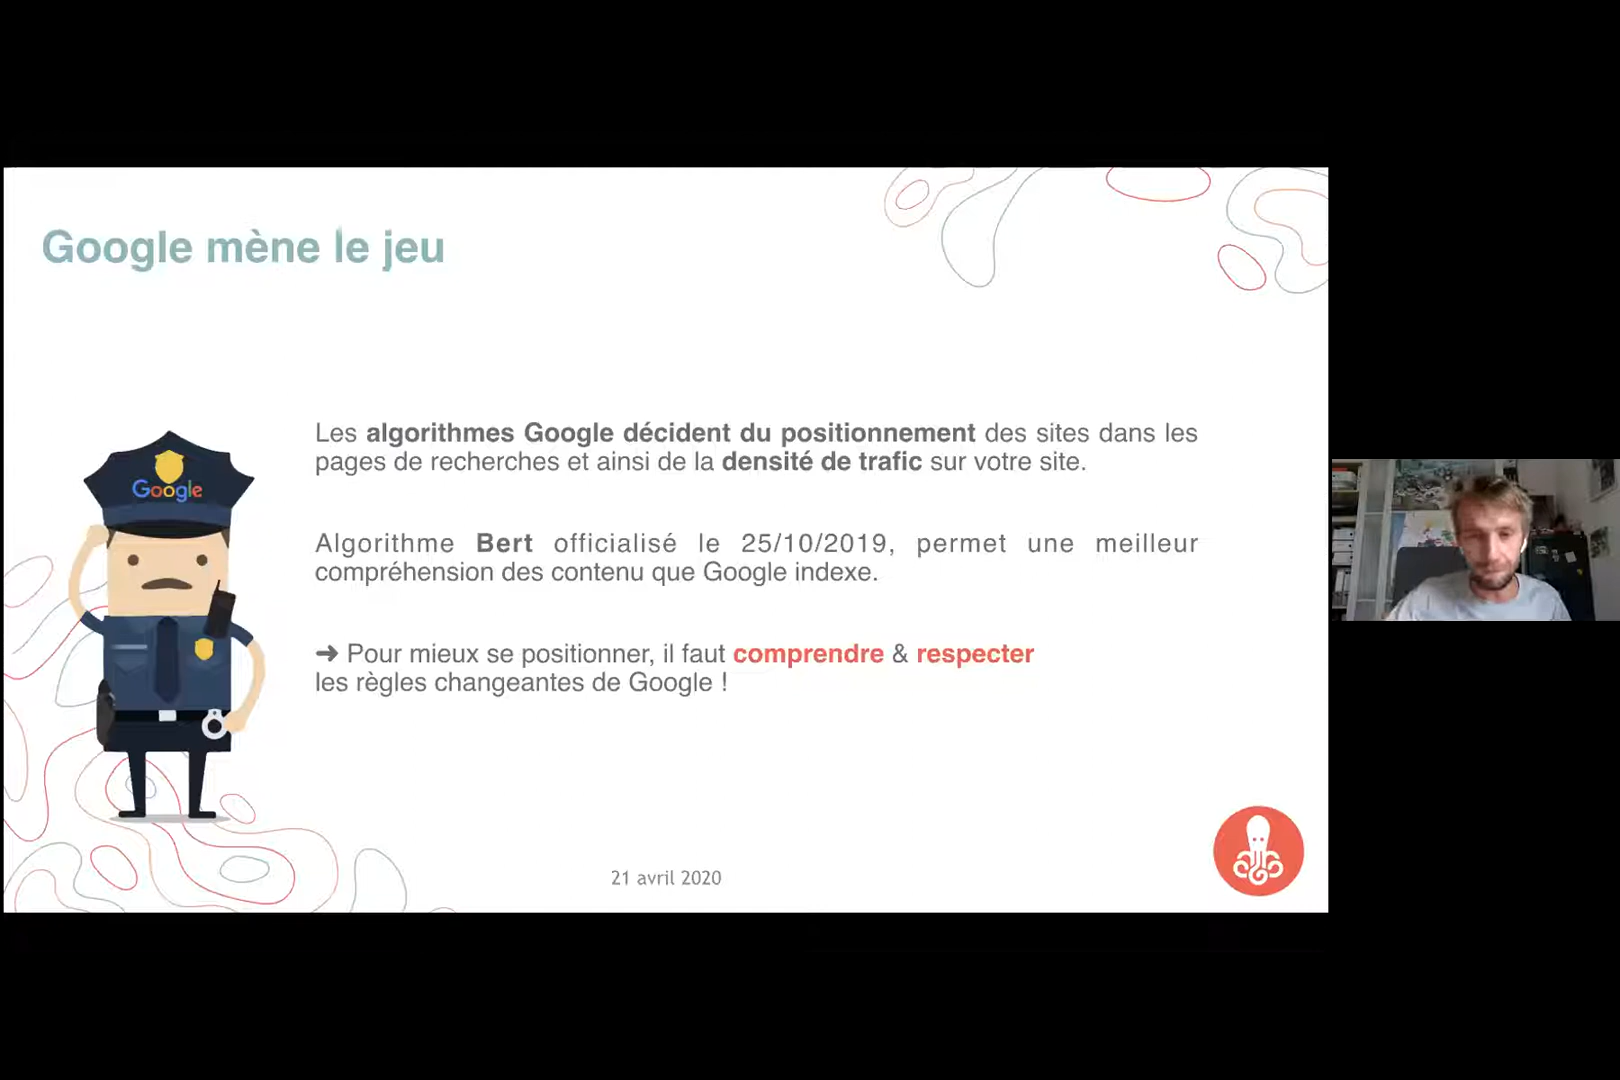 Google mène le jeu
Les algorithmes Google décident du positionnement des sites dans les
pages de recherches et ainsi de la densité de trafic sur votre site.
Google
Algorithme Bert officialisé le 25/10/2019, permet une meilleur
compréhension des contenu que Google indexe.
➜ Pour mieux se positionner, il faut comprendre & respecter
les règles changeantes de Google !
21 avril 2020